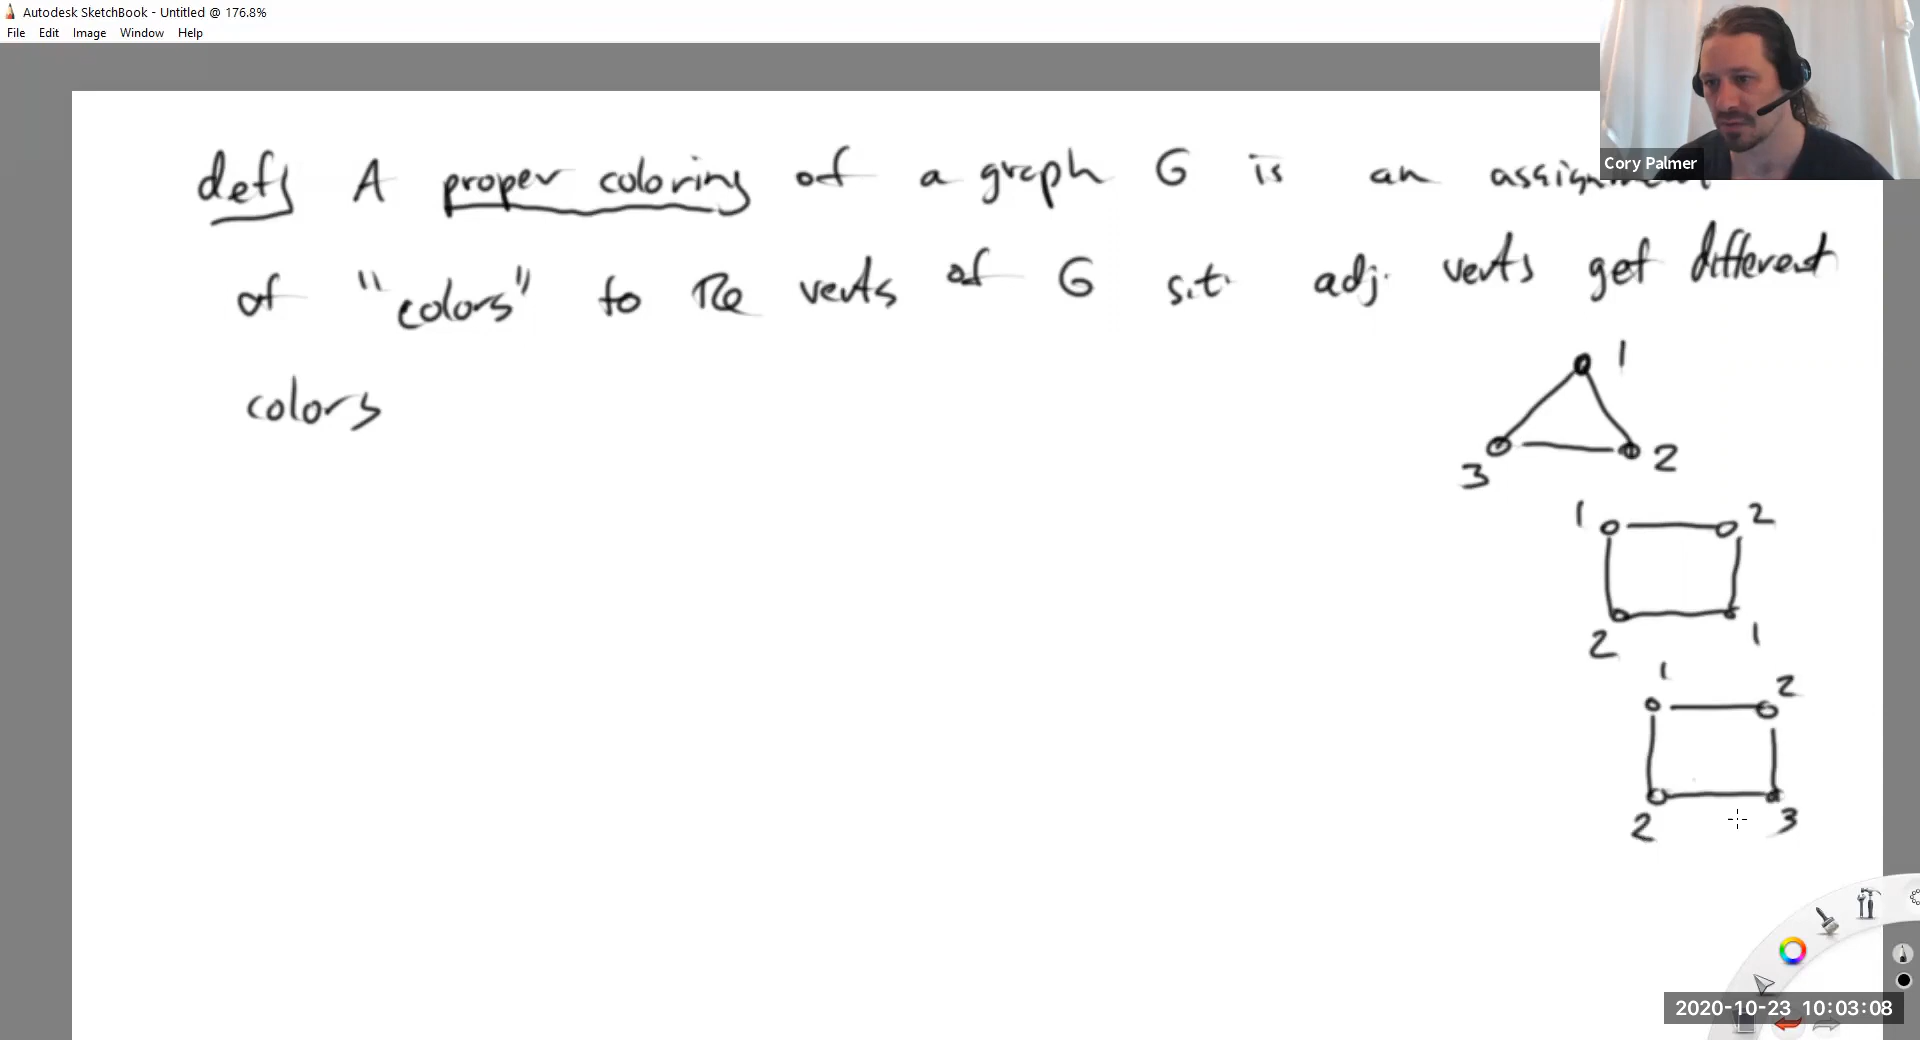 Autodesk SketchBook - Untitled @ 176.8%
File Edit Image Window Help
Cory Palmer
defs A proper coloring of a graph G is an assignment
of "colors" to the verts of G s.t. adj. verts get different
colors
1
3 2
1 2
2 1
1 2
2 3
2020-10-23 10:03:08